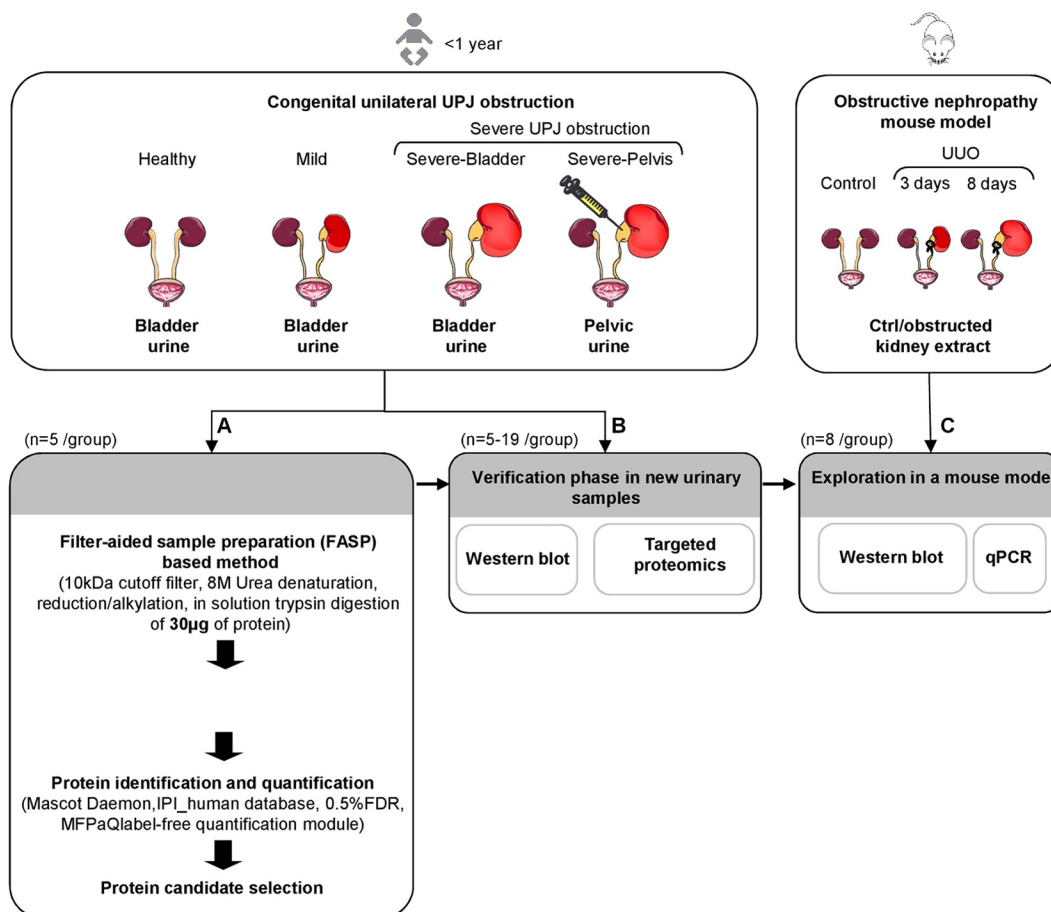 <1 year
Congenital unilateral UPJ obstruction
Severe UPJ obstruction
Healthy
Mild
Severe-Bladder
Severe-Pelvis
Bladder
urine
Bladder
urine
Bladder
urine
Pelvic
urine
Obstructive nephropathy
mouse model
UUO
Control
3 days
8 days
Ctrl/obstructed
kidney extract
A
B
C
(n=5 /group)
Filter-aided sample preparation (FASP)
based method
(10kDa cutoff filter, 8M Urea denaturation,
reduction/alkylation, in solution trypsin digestion
of 30µg of protein)
Protein identification and quantification
(Mascot Daemon,IPI_human database, 0.5%FDR,
MFPaQlabel-free quantification module)
Protein candidate selection
(n=5-19 /group)
Verification phase in new urinary
samples
Western blot
Targeted
proteomics
(n=8 /group)
Exploration in a mouse mode
Western blot
qPCR